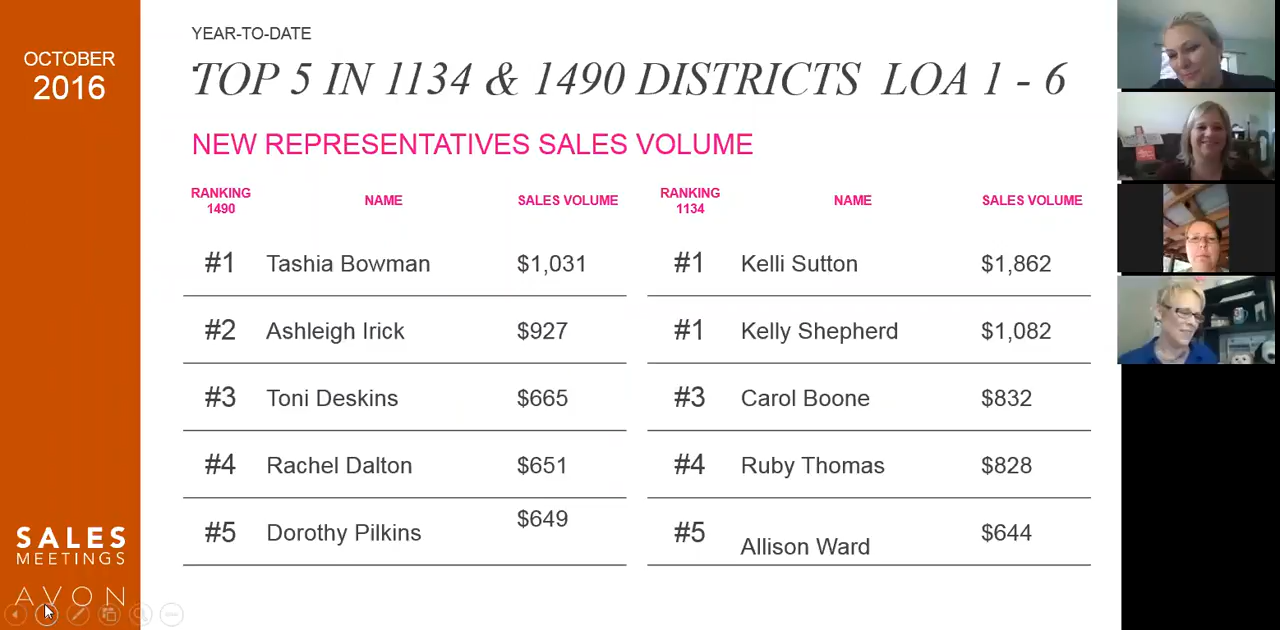 OCTOBER
2016
YEAR-TO-DATE
TOP 5 IN 1134 & 1490 DISTRICTS LOA 1 - 6
NEW REPRESENTATIVES SALES VOLUME
RANKING 1490 NAME SALES VOLUME RANKING 1134 NAME SALES VOLUME
#1 Tashia Bowman $1,031 #1 Kelli Sutton $1,862
#2 Ashleigh Irick $927 #1 Kelly Shepherd $1,082
#3 Toni Deskins $665 #3 Carol Boone $832
#4 Rachel Dalton $651 #4 Ruby Thomas $828
#5 Dorothy Pilkins $649 #5 Allison Ward $644
SALES
MEETINGS
AVON